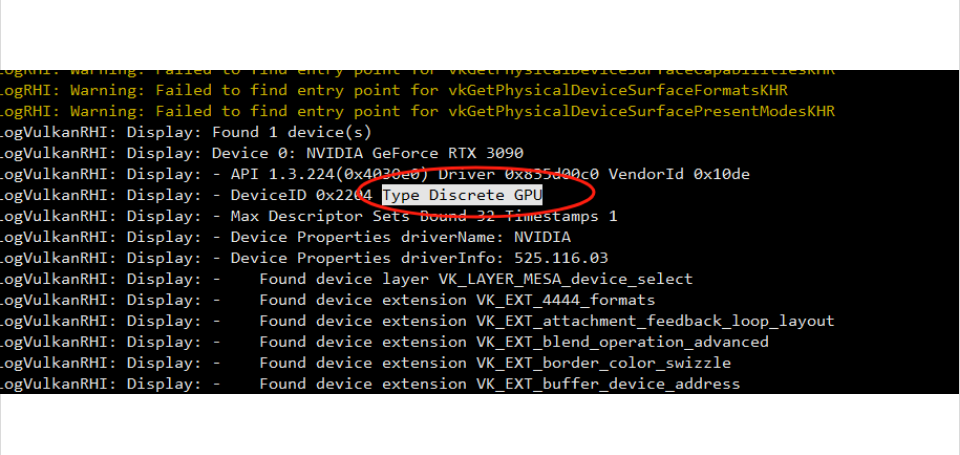 LogRHI: Warning: Failed to find entry point for vkGetPhysicalDeviceSurfaceCapabilitiesKHR
LogRHI: Warning: Failed to find entry point for vkGetPhysicalDeviceSurfaceFormatsKHR
LogRHI: Warning: Failed to find entry point for vkGetPhysicalDeviceSurfacePresentModesKHR
LogVulkanRHI: Display: Found 1 device(s)
LogVulkanRHI: Display: Device 0: NVIDIA GeForce RTX 3090
LogVulkanRHI: Display: - API 1.3.224(0x4030e0) Driver 0x835d00c0 VendorId 0x10de
LogVulkanRHI: Display: - DeviceID 0x2204 Type Discrete GPU
LogVulkanRHI: Display: - Max Descriptor Sets Bound 32 Timestamps 1
LogVulkanRHI: Display: - Device Properties driverName: NVIDIA
LogVulkanRHI: Display: - Device Properties driverInfo: 525.116.03
LogVulkanRHI: Display: - Found device layer VK_LAYER_MESA_device_select
LogVulkanRHI: Display: - Found device extension VK_EXT_4444_formats
LogVulkanRHI: Display: - Found device extension VK_EXT_attachment_feedback_loop_layout
LogVulkanRHI: Display: - Found device extension VK_EXT_blend_operation_advanced
LogVulkanRHI: Display: - Found device extension VK_EXT_border_color_swizzle
LogVulkanRHI: Display: - Found device extension VK_EXT_buffer_device_address